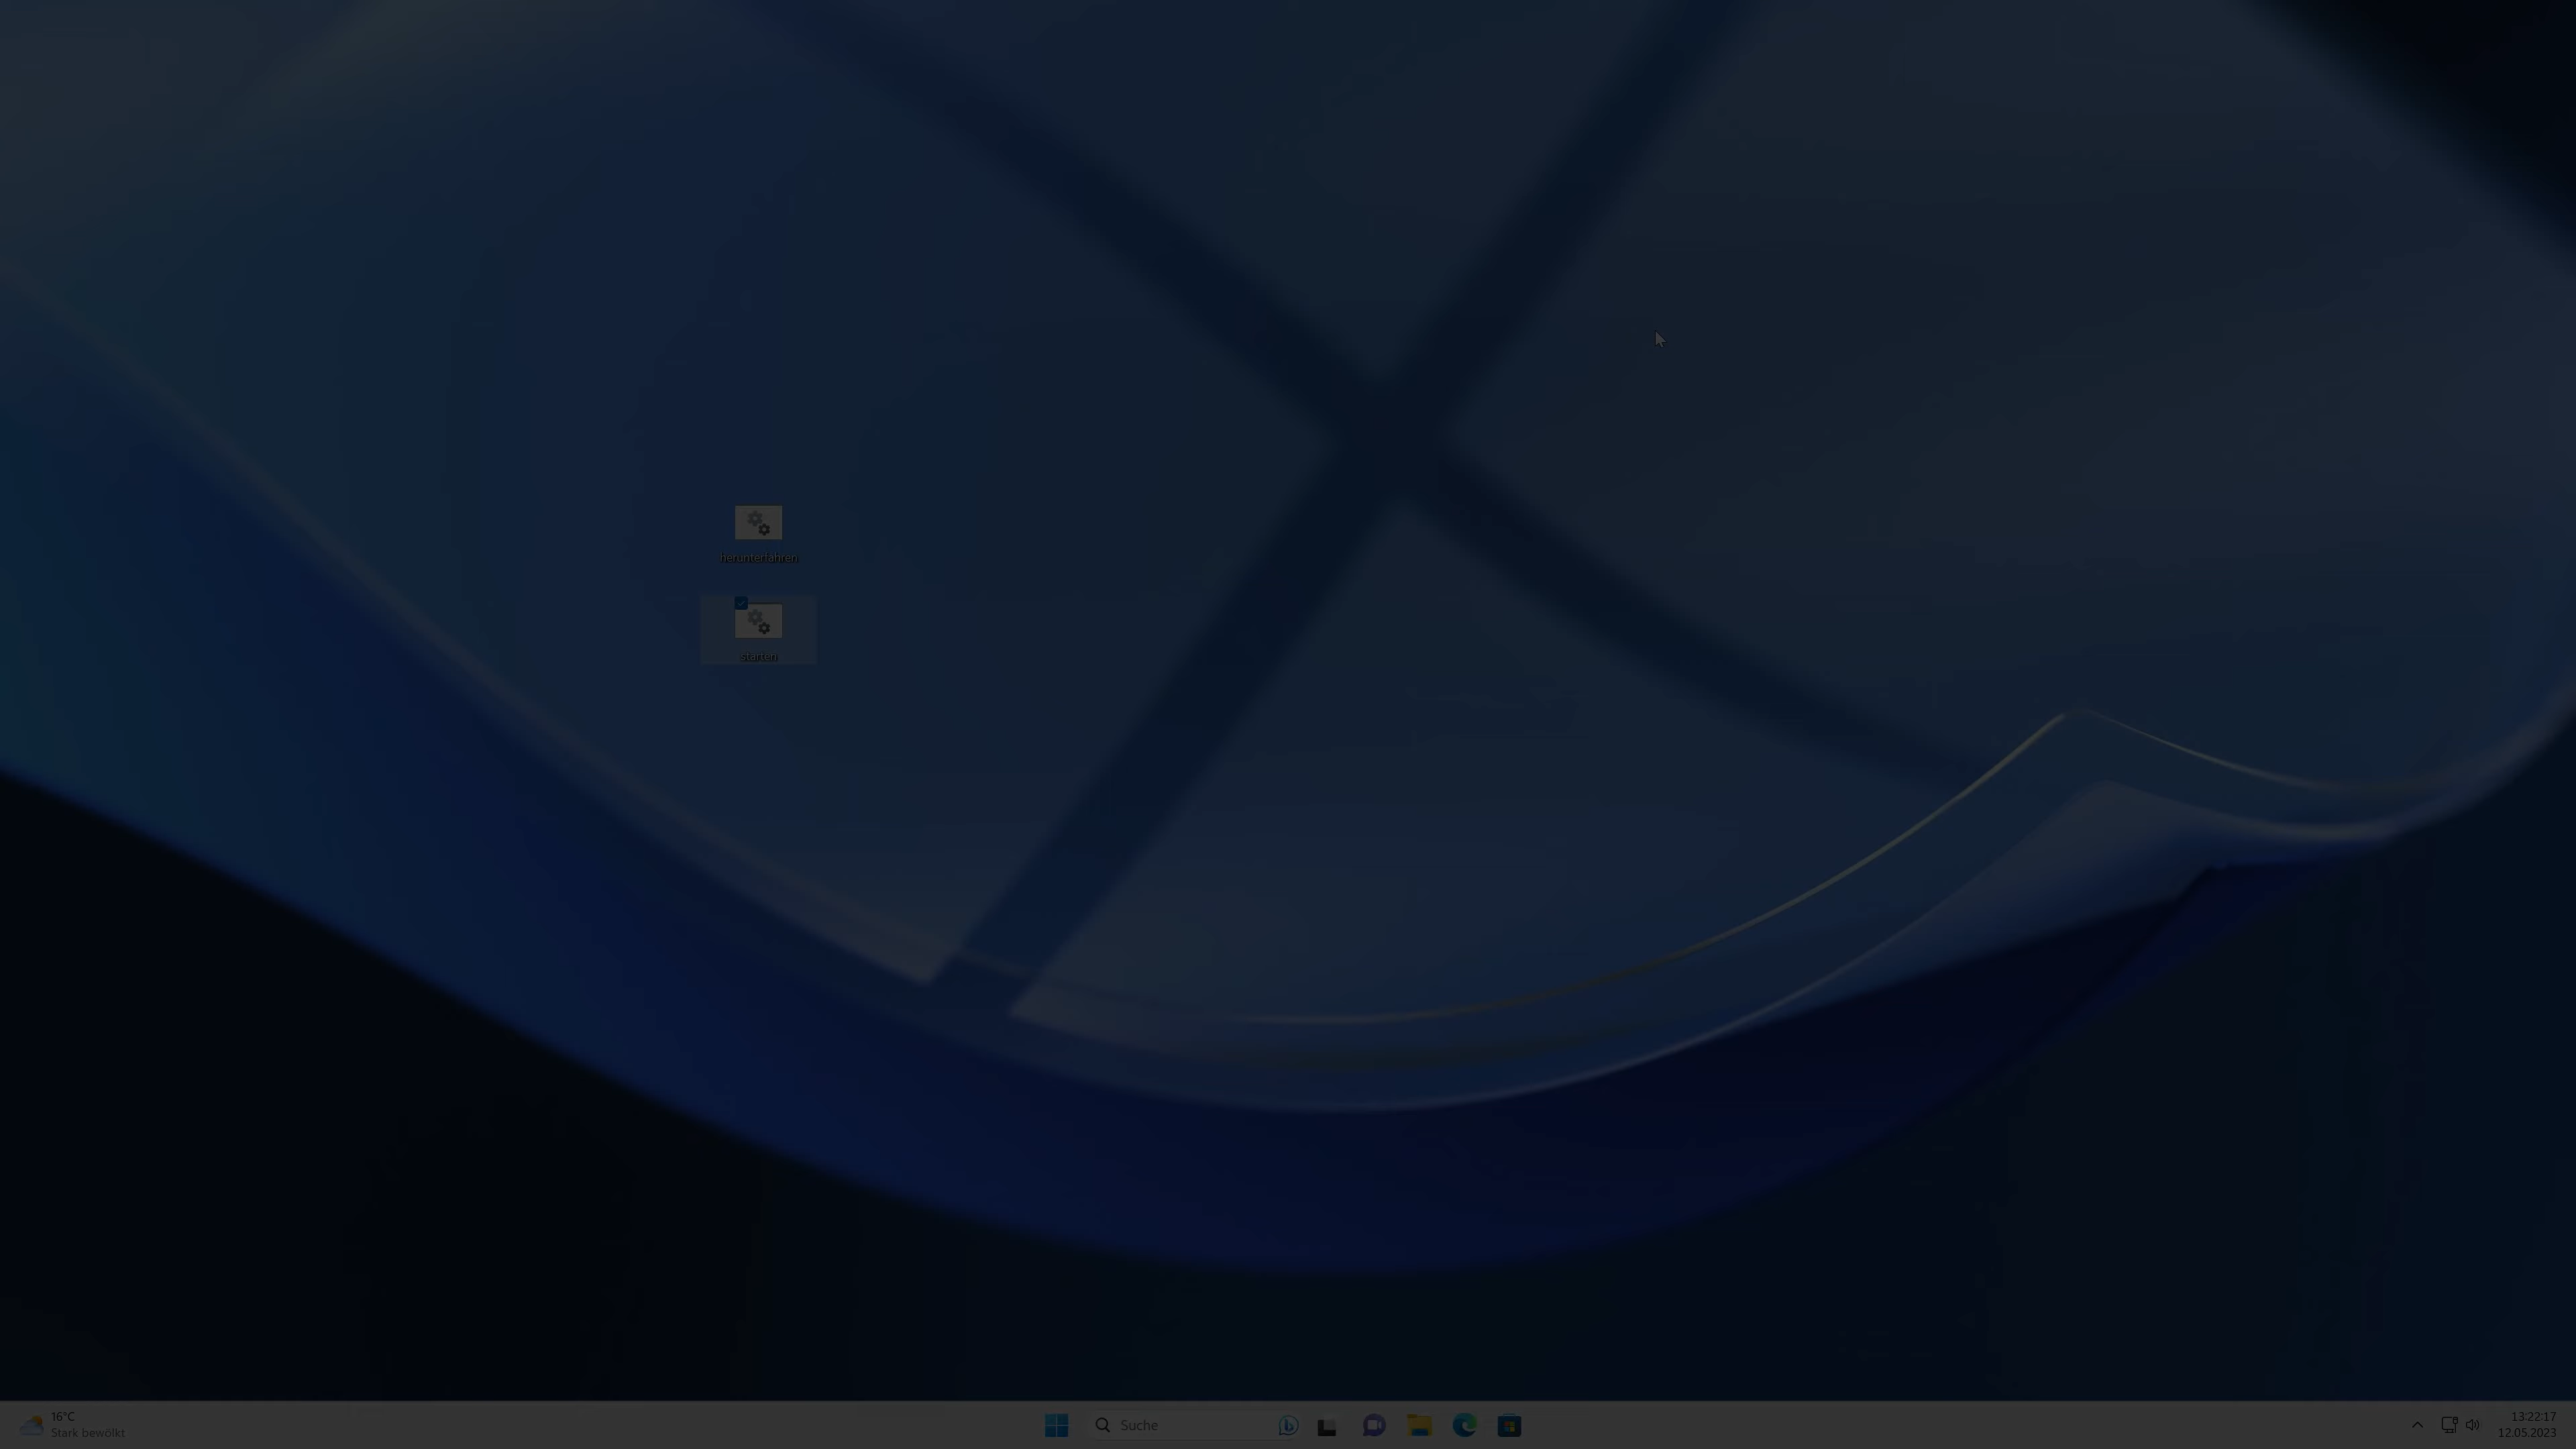 herunterfahren
starten
16°C
Stark bewölkt
Suche
13:22:17
12.05.2023